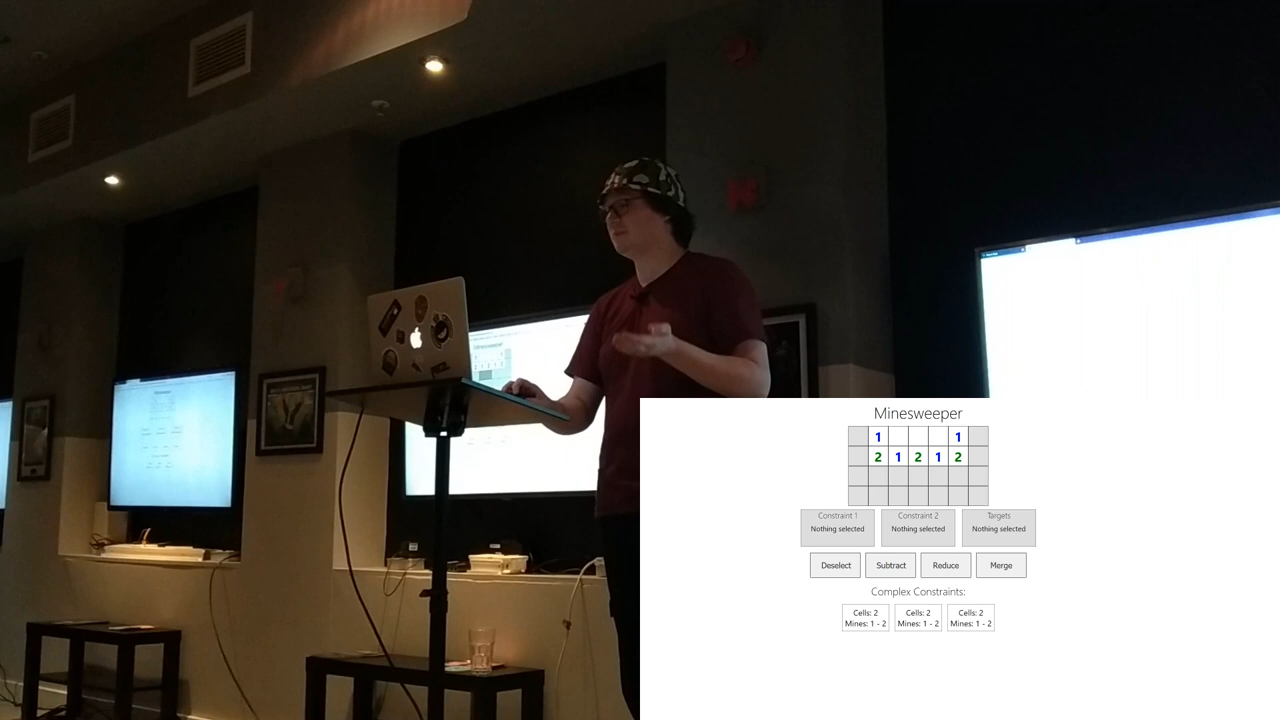 Minesweeper
1 1
2 1 2 1 2
Constraint 1 Constraint 2 Targets
Nothing selected Nothing selected Nothing selected
Deselect Subtract Reduce Merge
Complex Constraints:
Cells: 2 Cells: 2 Cells: 2
Mines: 1 - 2 Mines: 1 - 2 Mines: 1 - 2
Minesweeper